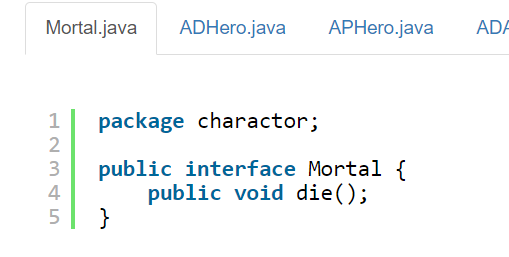 Mortal.java ADHero.java APHero.java ADA
1 package charactor;
2
3 public interface Mortal {
4     public void die();
5 }